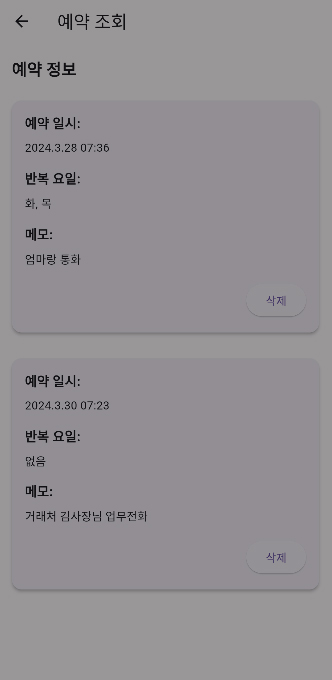 예약 조회
예약 정보
예약 일시:
2024.3.28 07:36
반복 요일:
화, 목
메모:
엄마랑 통화
삭제
예약 일시:
2024.3.30 07:23
반복 요일:
없음
메모:
거래처 김사장님 업무전화
삭제